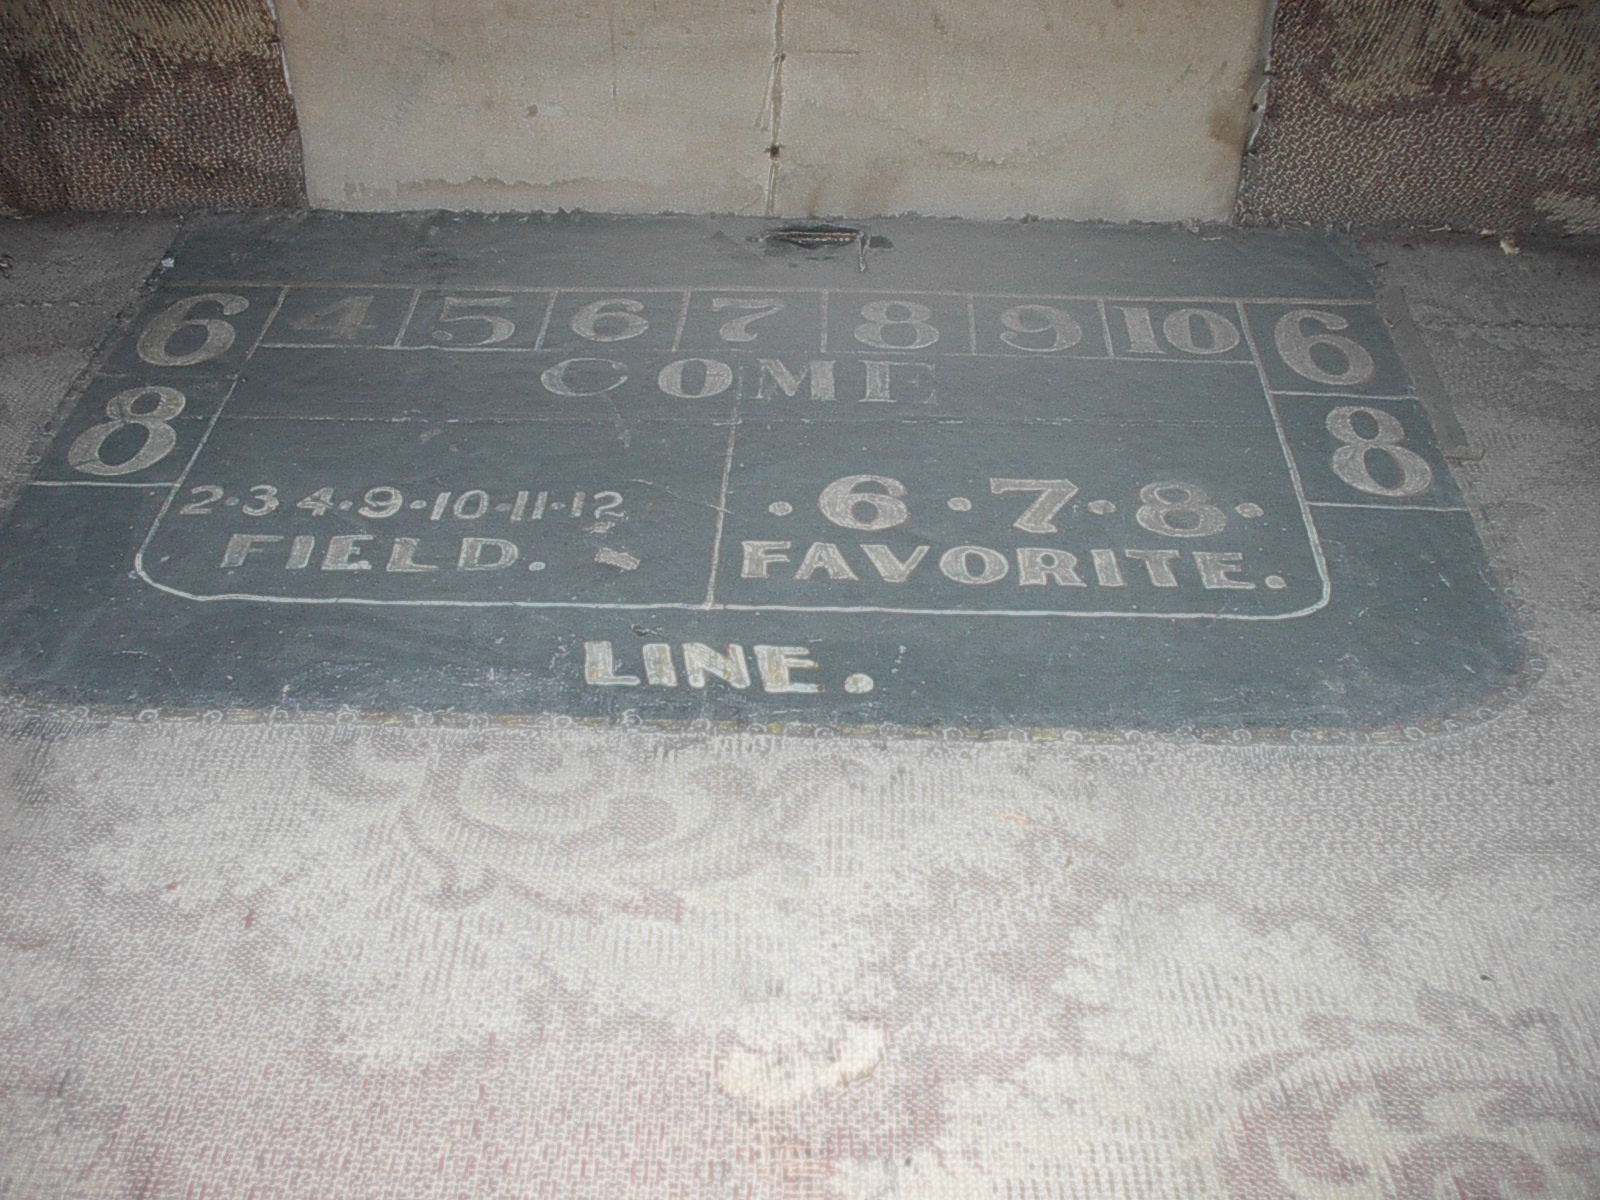 6 4 5 6 7 8 9 10 6
COME
8 8
2·3 4·9·10·11·12
·6·7·8·
FIELD.
FAVORITE.
LINE.